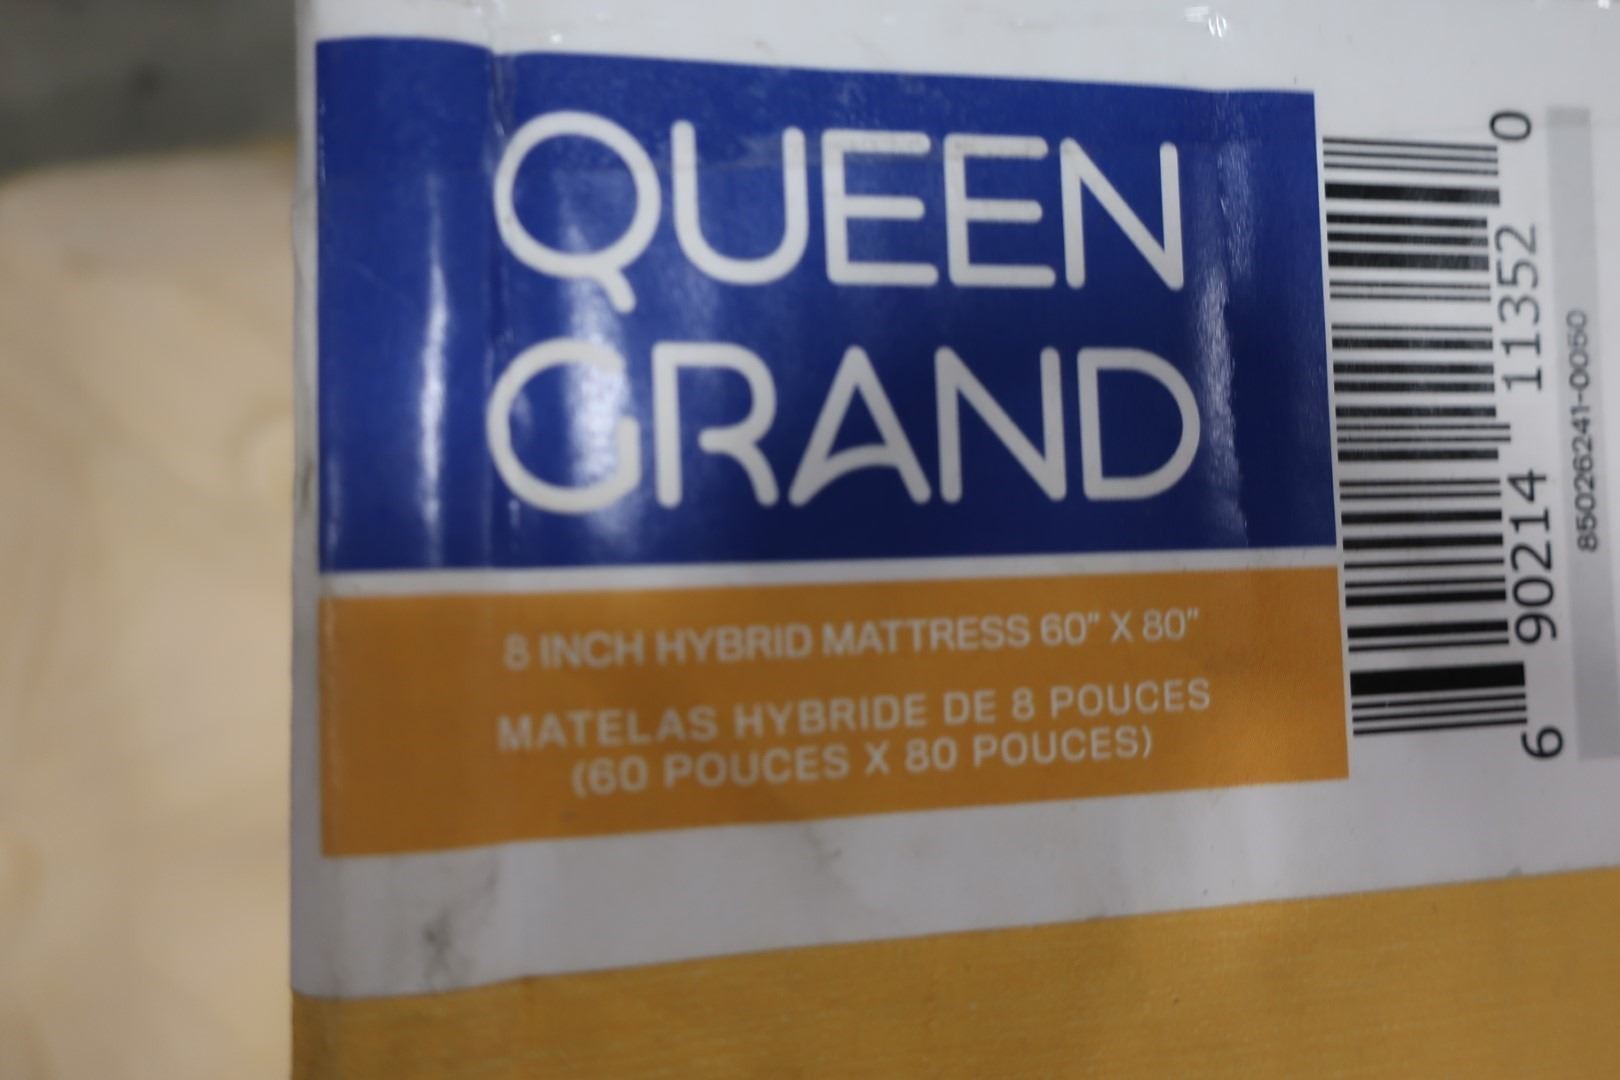 QUEEN
GRAND
8 INCH HYBRID MATTRESS 60" X 80"
MATELAS HYBRIDE DE 8 POUCES
(60 POUCES X 80 POUCES)
6 90214 11352 0
85026241-0050